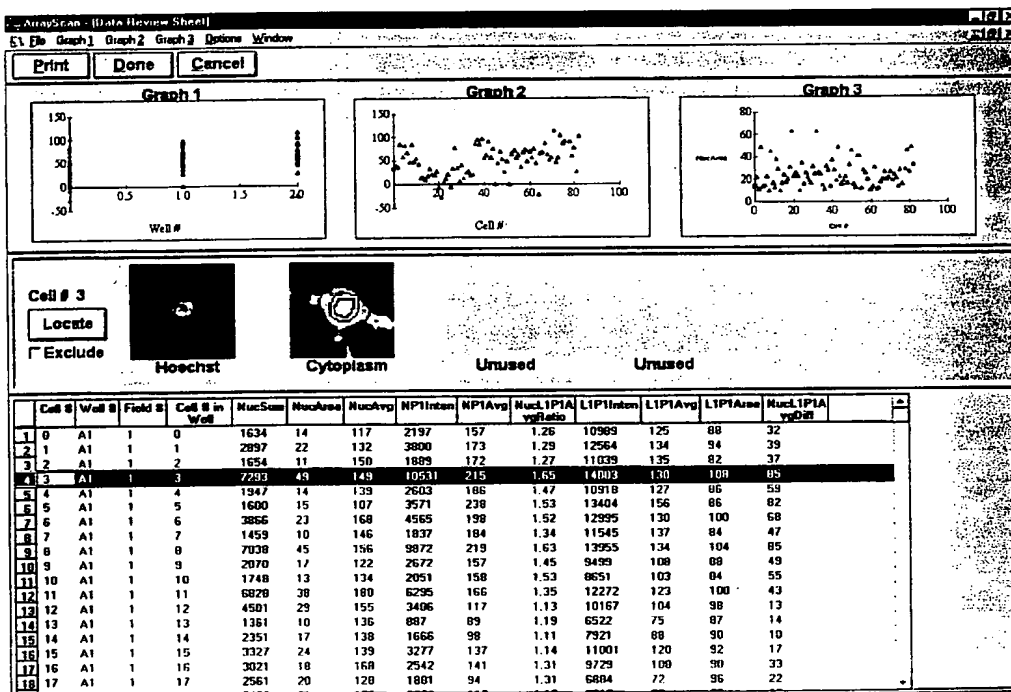 ArrayScan - [Data Review Sheet]
File Graph 1 Graph 2 Graph 3 Options Window
Print Done Cancel
Graph 1 Graph 2 Graph 3
150
100
50
0
-50
0.5 1.0 1.5 2.0
Well #
150
100
50
0
-50
20 40 60 80 100
Cell #
80
60
40
20
0
0 20 40 60 80 100
Cell #
Cell # 3
Locate
Exclude
Hoechst Cytoplasm Unused Unused
Cell # Well # Field # Cell # in Well NucSum NucArea NucAvg NP1Inten NP1Avg NucL1P1AvgRatio L1P1Inten L1P1Avg L1P1Area NucL1P1AvgDiff
1 0 A1 1 0 1634 14 117 2197 157 1.26 10989 125 88 32
2 1 A1 1 1 2897 22 132 3800 173 1.29 12564 134 94 39
3 2 A1 1 2 1654 11 150 1889 172 1.27 11039 135 82 37
4 3 A1 1 3 7293 49 149 10531 215 1.65 14003 130 108 85
5 4 A1 1 4 1947 14 139 2603 186 1.47 10918 127 86 59
6 5 A1 1 5 1600 15 107 3571 238 1.53 13404 156 86 82
7 6 A1 1 6 3866 23 168 4565 198 1.52 12995 130 100 68
8 7 A1 1 7 1459 10 146 1837 184 1.34 11545 137 84 47
9 8 A1 1 8 7038 45 156 9872 219 1.63 13955 134 104 85
10 9 A1 1 9 2070 17 122 2672 157 1.45 9499 108 88 49
11 10 A1 1 10 1748 13 134 2051 158 1.53 8651 103 84 55
12 11 A1 1 11 6828 38 180 6295 166 1.35 12272 123 100 43
13 12 A1 1 12 4501 29 155 3406 117 1.13 10167 104 98 13
14 13 A1 1 13 1361 10 136 887 89 1.19 6522 75 87 14
15 14 A1 1 14 2351 17 138 1666 98 1.11 7921 88 90 10
16 15 A1 1 15 3327 24 139 3277 137 1.14 11001 120 92 17
17 16 A1 1 16 3021 18 168 2542 141 1.31 9729 108 90 33
18 17 A1 1 17 2561 20 128 1881 94 1.31 6884 72 96 22